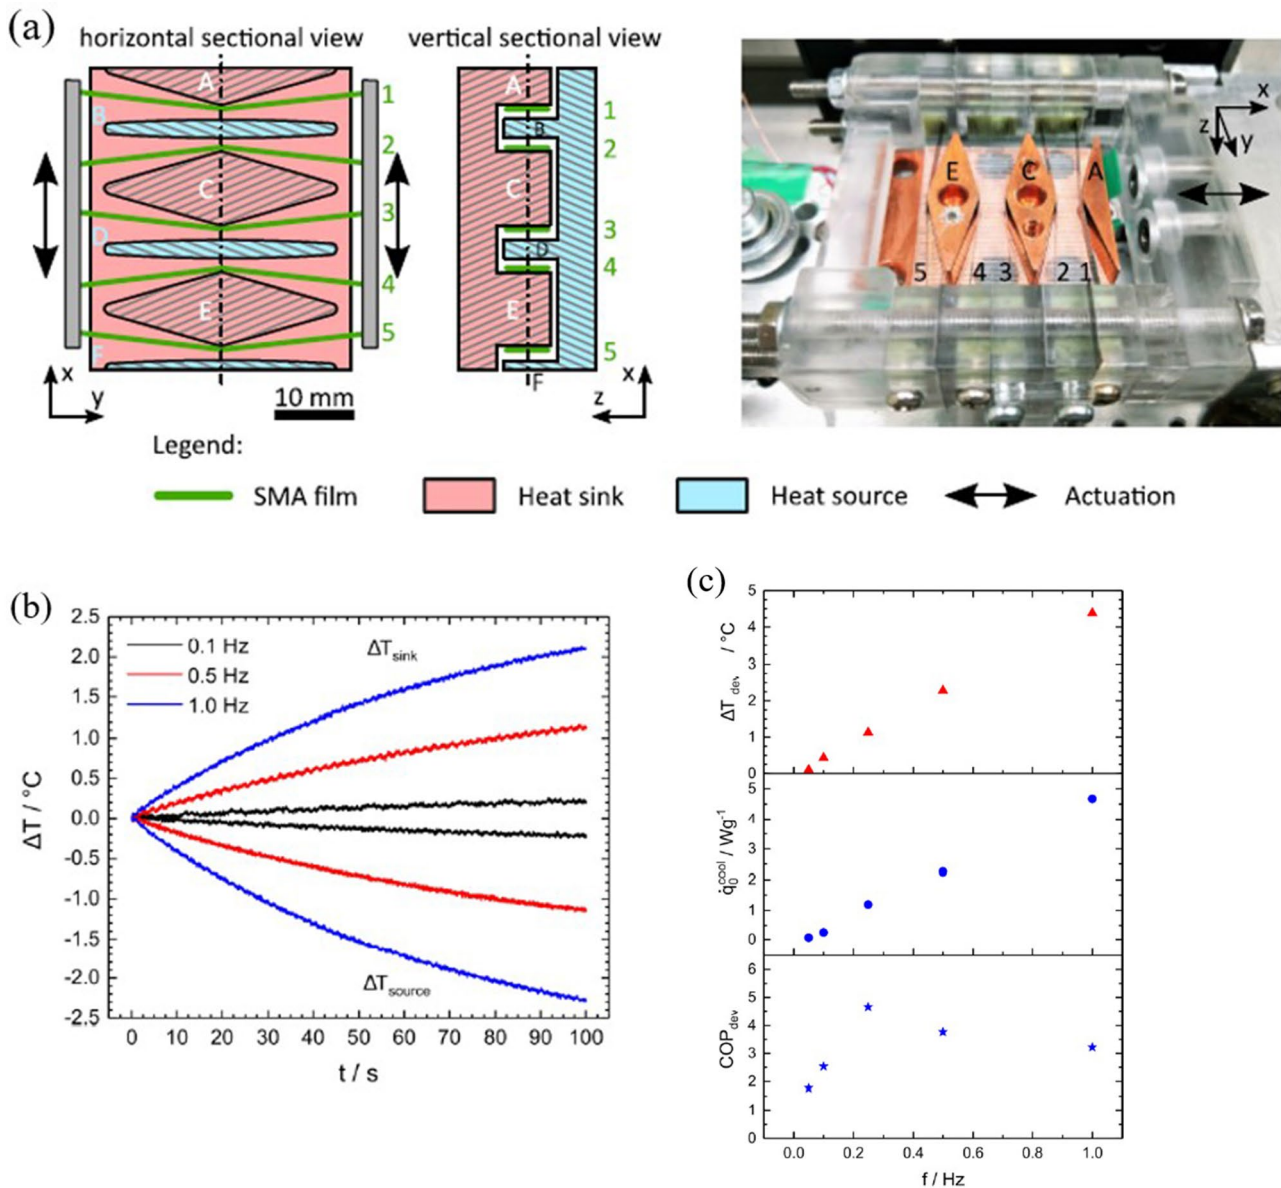 (a)
horizontal sectional view
vertical sectional view
A
B
C
D
E
F
1
2
3
4
5
x
y
10 mm
A
B
C
D
E
F
1
2
3
4
5
x
z
E
C
A
5
4
3
2
1
x
z
y
Legend:
SMA film
Heat sink
Heat source
Actuation
(b)
2.5
2.0
1.5
1.0
0.5
0.0
-0.5
-1.0
-1.5
-2.0
-2.5
ΔT / °C
0.1 Hz
0.5 Hz
1.0 Hz
ΔT_sink
ΔT_source
0 10 20 30 40 50 60 70 80 90 100
t / s
(c)
5
4
3
2
1
0
ΔT_dev / °C
5
4
3
2
1
0
q̇₀^cool / Wg⁻¹
6
5
4
3
2
1
0
COP_dev
0.0 0.2 0.4 0.6 0.8 1.0
f / Hz